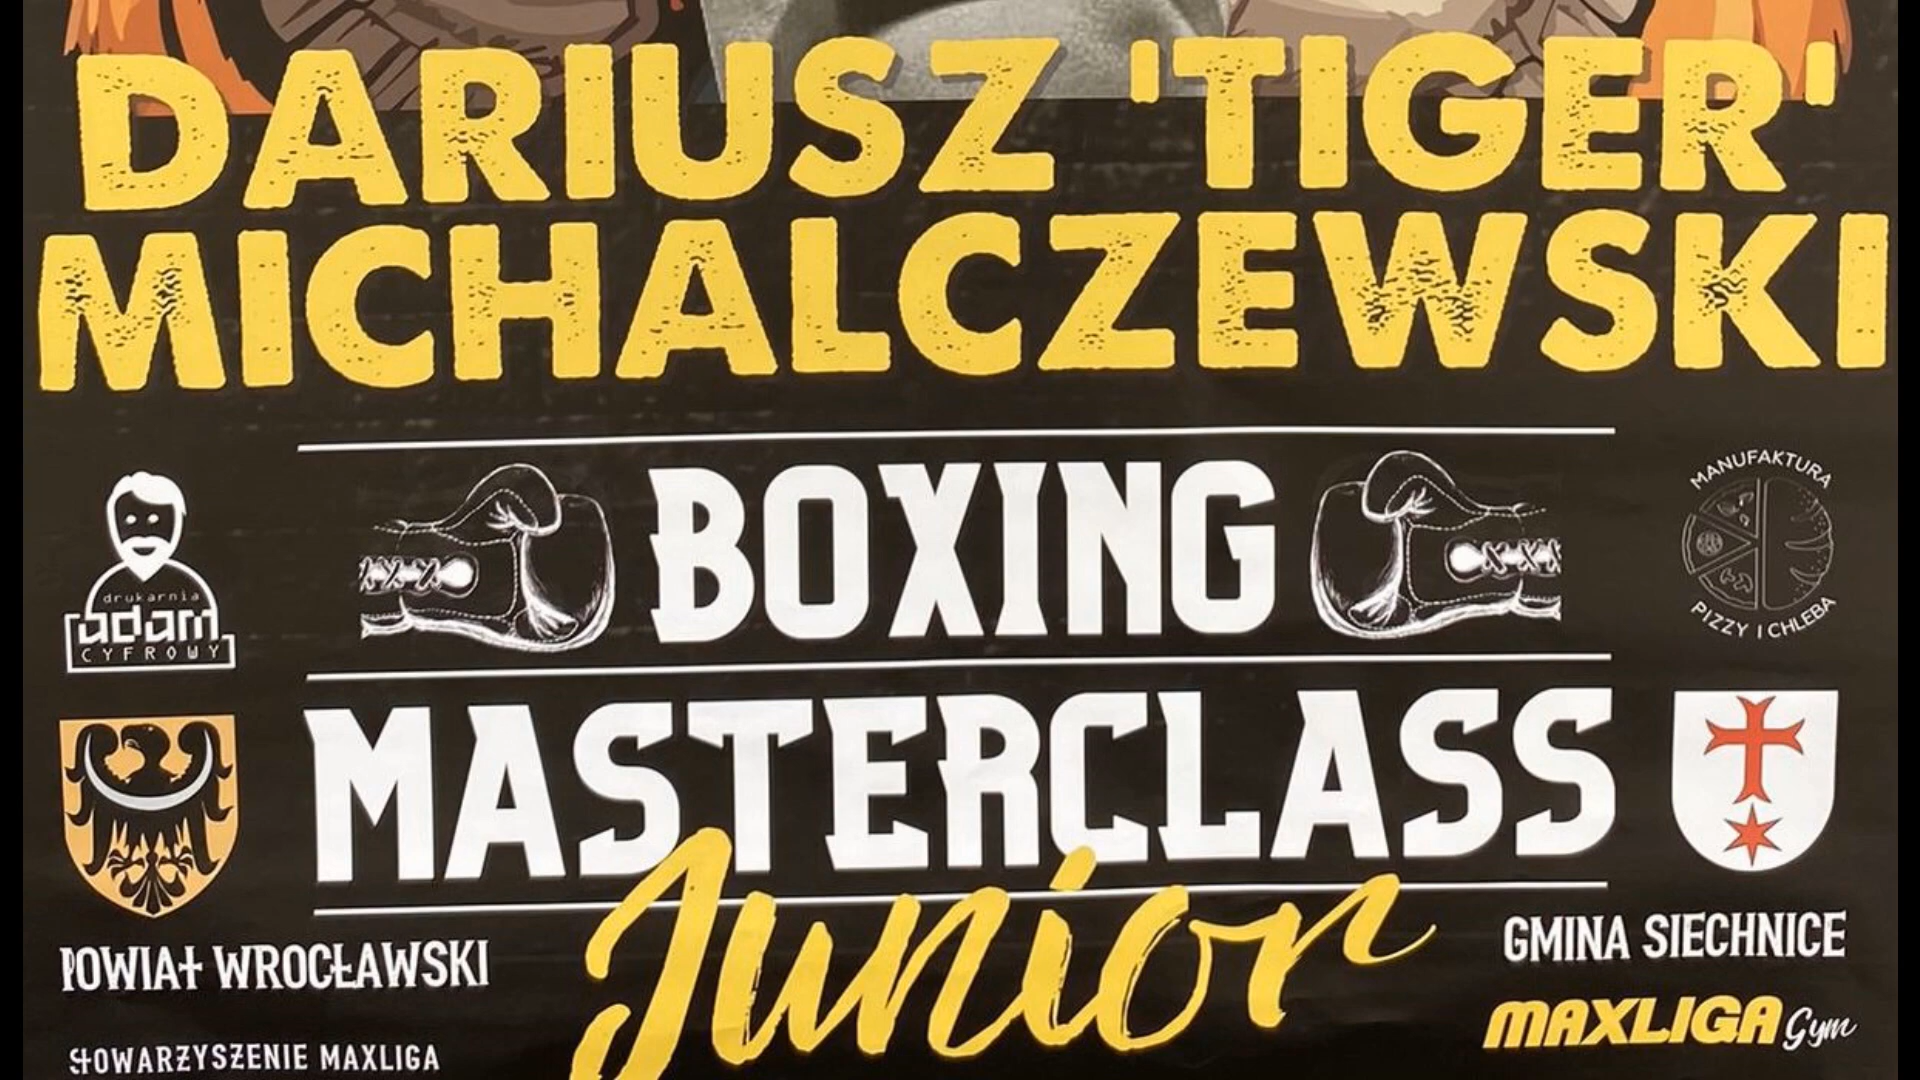 DARIUSZ 'TIGER'
MICHALCZEWSKI
BOXING
MASTERCLASS
Junior
drukarnia
adam
CYFROWY
MANUFAKTURA
PIZZY I CHLEBA
POWIAT WROCŁAWSKI
GMINA SIECHNICE
STOWARZYSZENIE MAXLIGA
MAXLIGA Gym